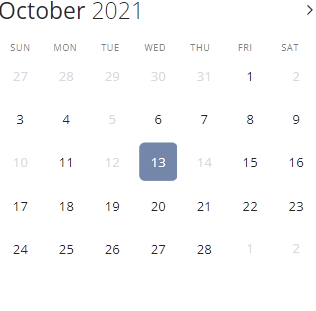 October 2021
SUN MON TUE WED THU FRI SAT
27 28 29 30 31 1 2
3 4 5 6 7 8 9
10 11 12 13 14 15 16
17 18 19 20 21 22 23
24 25 26 27 28 1 2